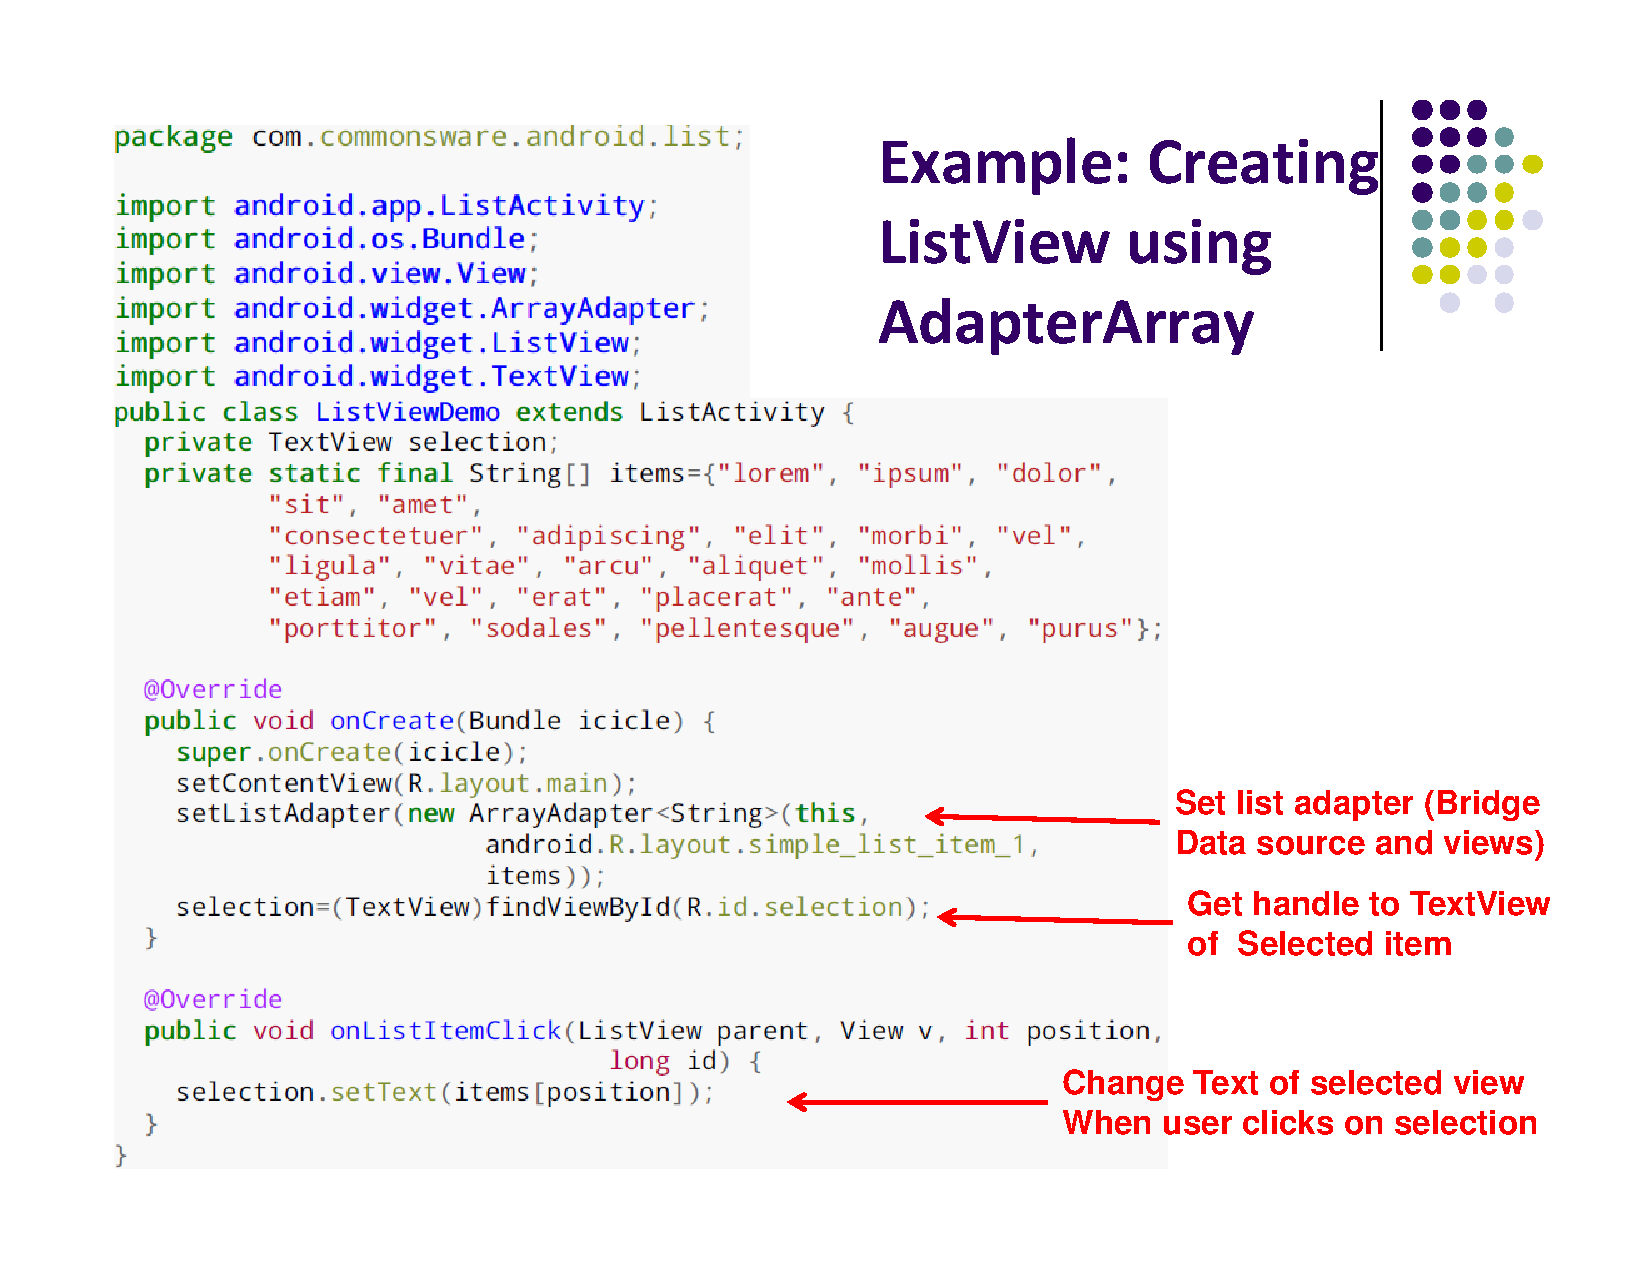 Example: Creating
ListView using
AdapterArray
package com.commonsware.android.list;
import android.app.ListActivity;
import android.os.Bundle;
import android.view.View;
import android.widget.ArrayAdapter;
import android.widget.ListView;
import android.widget.TextView;
public class ListViewDemo extends ListActivity {
private TextView selection;
private static final String[] items={"lorem", "ipsum", "dolor",
"sit", "amet",
"consectetuer", "adipiscing", "elit", "morbi", "vel",
"ligula", "vitae", "arcu", "aliquet", "mollis",
"etiam", "vel", "erat", "placerat", "ante",
"porttitor", "sodales", "pellentesque", "augue", "purus"};
@Override
public void onCreate(Bundle icicle) {
super.onCreate(icicle);
setContentView(R.layout.main);
setListAdapter(new ArrayAdapter<String>(this,
android.R.layout.simple_list_item_1,
items));
selection=(TextView)findViewById(R.id.selection);
}
@Override
public void onListItemClick(ListView parent, View v, int position,
long id) {
selection.setText(items[position]);
}
}
Set list adapter (Bridge
Data source and views)
Get handle to TextView
of Selected item
Change Text of selected view
When user clicks on selection